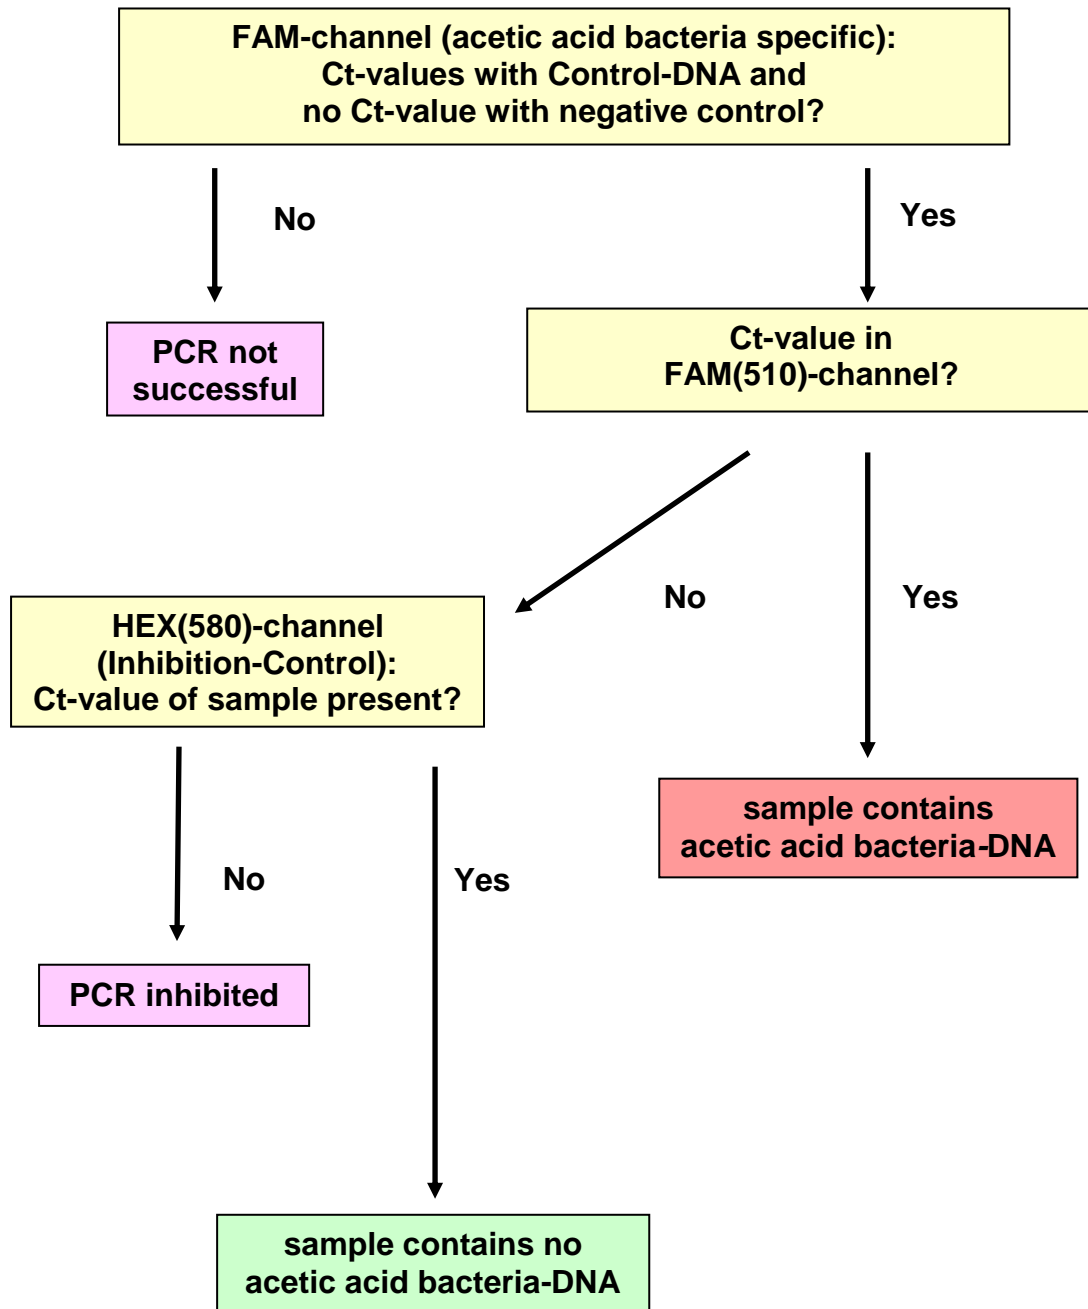 FAM-channel (acetic acid bacteria specific):
Ct-values with Control-DNA and
no Ct-value with negative control?
No
Yes
PCR not
successful
Ct-value in
FAM(510)-channel?
No
Yes
HEX(580)-channel
(Inhibition-Control):
Ct-value of sample present?
sample contains
acetic acid bacteria-DNA
No
Yes
PCR inhibited
sample contains no
acetic acid bacteria-DNA